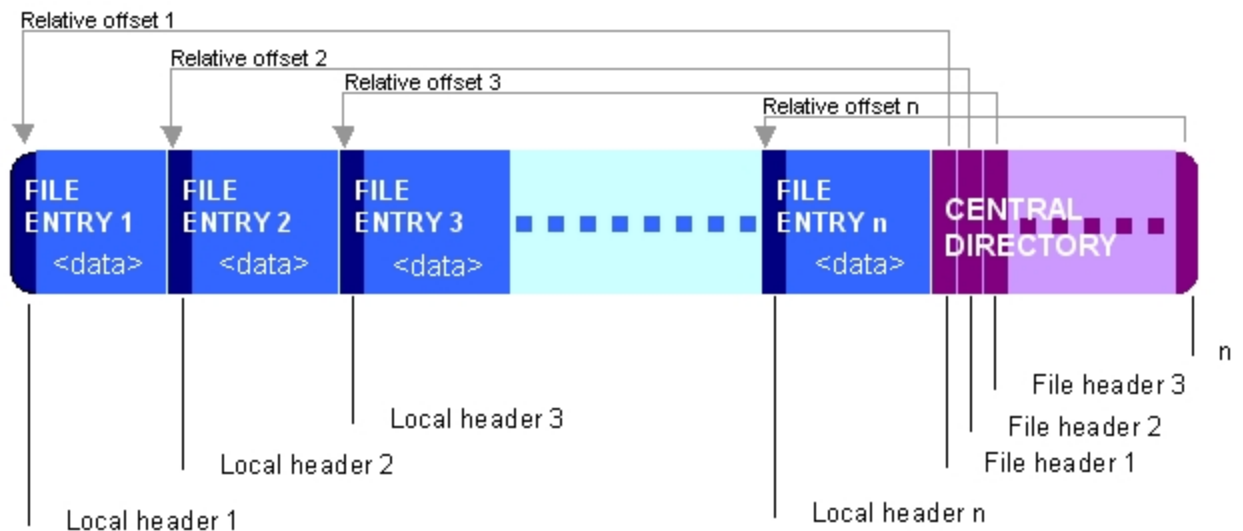 Relative offset 1
Relative offset 2
Relative offset 3
Relative offset n
FILE
ENTRY 1
<data>
FILE
ENTRY 2
<data>
FILE
ENTRY 3
<data>
FILE
ENTRY n
<data>
CENTRAL
DIRECTORY
n
File header 3
Local header 3
File header 2
Local header 2
File header 1
Local header n
Local header 1